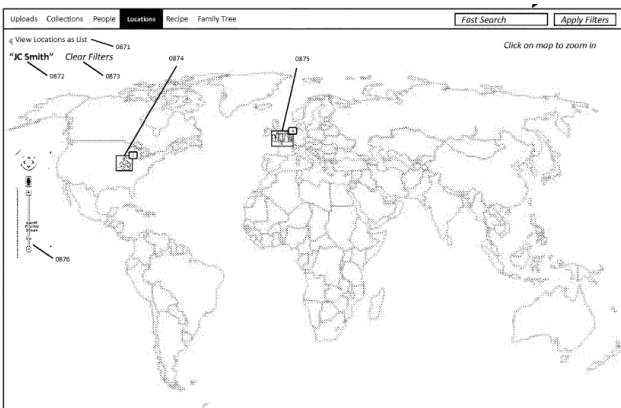 Uploads Collections People Locations Recipe Family Tree Fast Search Apply Filters
View Locations as List 0871 Click on map to zoom in
"JC Smith" Clear Filters 0874 0875
0872 0873
0876